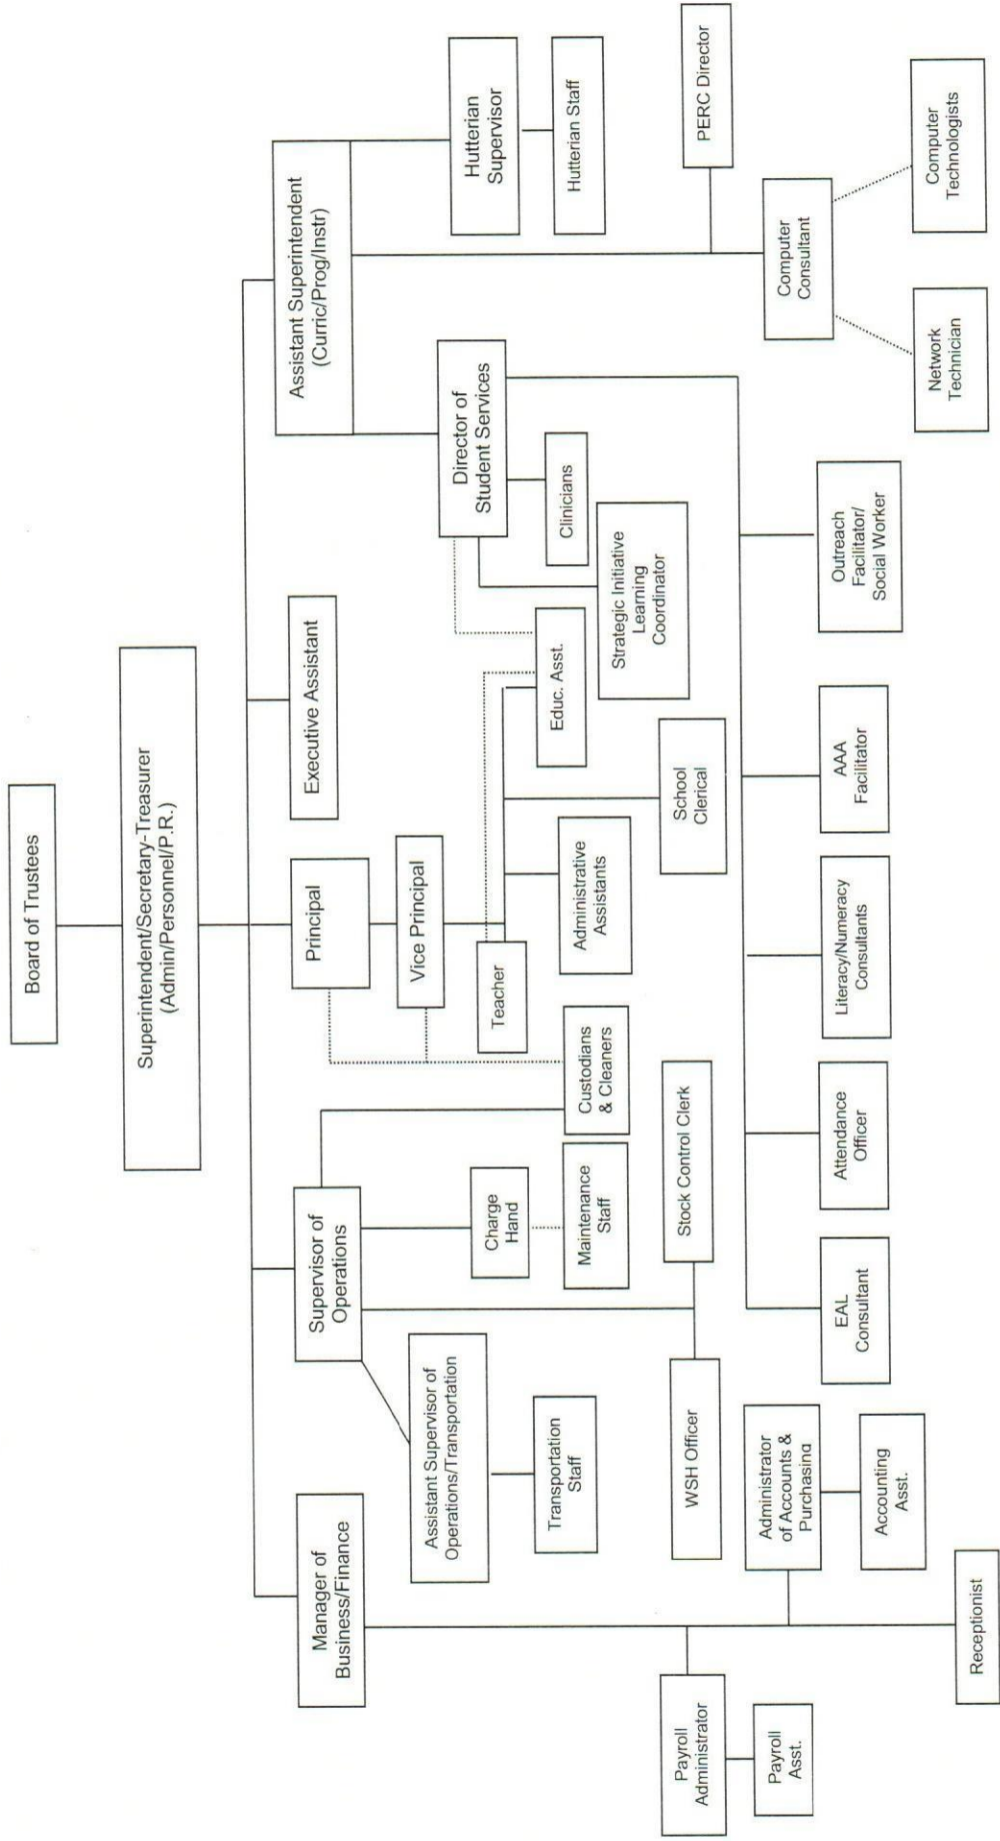 Board of Trustees
Superintendent/Secretary-Treasurer
(Admin/Personnel/P.R.)
Manager of
Business/Finance
Supervisor of
Operations
Principal
Executive Assistant
Assistant Superintendent
(Curric/Prog/Instr)
Assistant Supervisor of
Operations/Transportation
Vice Principal
Director of
Student Services
Hutterian
Supervisor
Charge
Hand
Teacher
Transportation
Staff
Maintenance
Staff
Custodians
& Cleaners
Administrative
Assistants
Educ. Asst.
Clinicians
Hutterian Staff
Strategic Initiative
Learning
Coordinator
Payroll
Administrator
WSH Officer
Stock Control Clerk
School
Clerical
PERC Director
Payroll
Asst.
Administrator
of Accounts &
Purchasing
Computer
Consultant
Accounting
Asst.
EAL
Consultant
Attendance
Officer
Literacy/Numeracy
Consultants
AAA
Facilitator
Outreach
Facilitator/
Social Worker
Receptionist
Network
Technician
Computer
Technologists